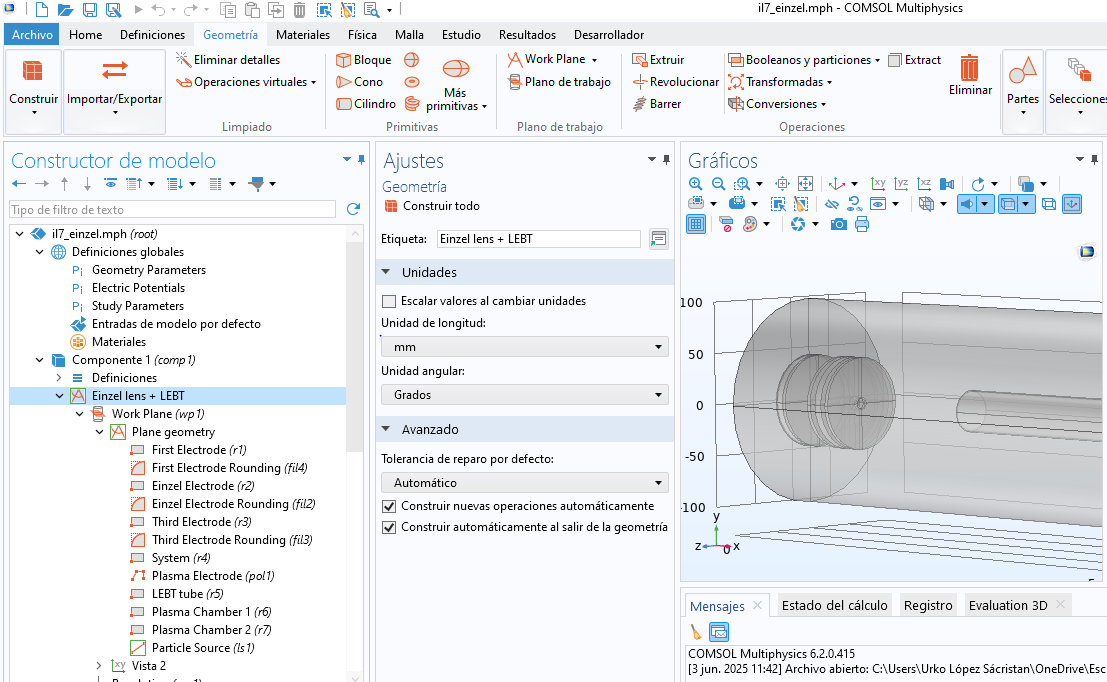 il7_einzel.mph - COMSOL Multiphysics
Archivo Home Definiciones Geometría Materiales Física Malla Estudio Resultados Desarrollador
Construir
Importar/Exportar
Eliminar detalles
Operaciones virtuales
Limpiado
Bloque
Cono
Cilindro
Más
primitivas
Primitivas
Work Plane
Plano de trabajo
Plano de trabajo
Extruir
Revolucionar
Barrer
Booleanos y particiones
Transformadas
Conversiones
Extract
Eliminar
Operaciones
Partes
Selecciones
Constructor de modelo
Tipo de filtro de texto
il7_einzel.mph (root)
Definiciones globales
Pi Geometry Parameters
Pi Electric Potentials
Pi Study Parameters
Entradas de modelo por defecto
Materiales
Componente 1 (comp1)
Definiciones
Einzel lens + LEBT
Work Plane (wp1)
Plane geometry
First Electrode (r1)
First Electrode Rounding (fil4)
Einzel Electrode (r2)
Einzel Electrode Rounding (fil2)
Third Electrode (r3)
Third Electrode Rounding (fil3)
System (r4)
Plasma Electrode (pol1)
LEBT tube (r5)
Plasma Chamber 1 (r6)
Plasma Chamber 2 (r7)
Particle Source (ls1)
xy Vista 2
Ajustes
Geometría
Construir todo
Etiqueta: Einzel lens + LEBT
Unidades
Escalar valores al cambiar unidades
Unidad de longitud:
mm
Unidad angular:
Grados
Avanzado
Tolerancia de reparo por defecto:
Automático
Construir nuevas operaciones automáticamente
Construir automáticamente al salir de la geometría
Gráficos
xy yz xz
100
50
0
-50
100
y
z 0 x
Mensajes Estado del cálculo Registro Evaluation 3D
COMSOL Multiphysics 6.2.0.415
[3 jun. 2025 11:42] Archivo abierto: C:\Users\Urko López Sácristan\OneDrive\Esc